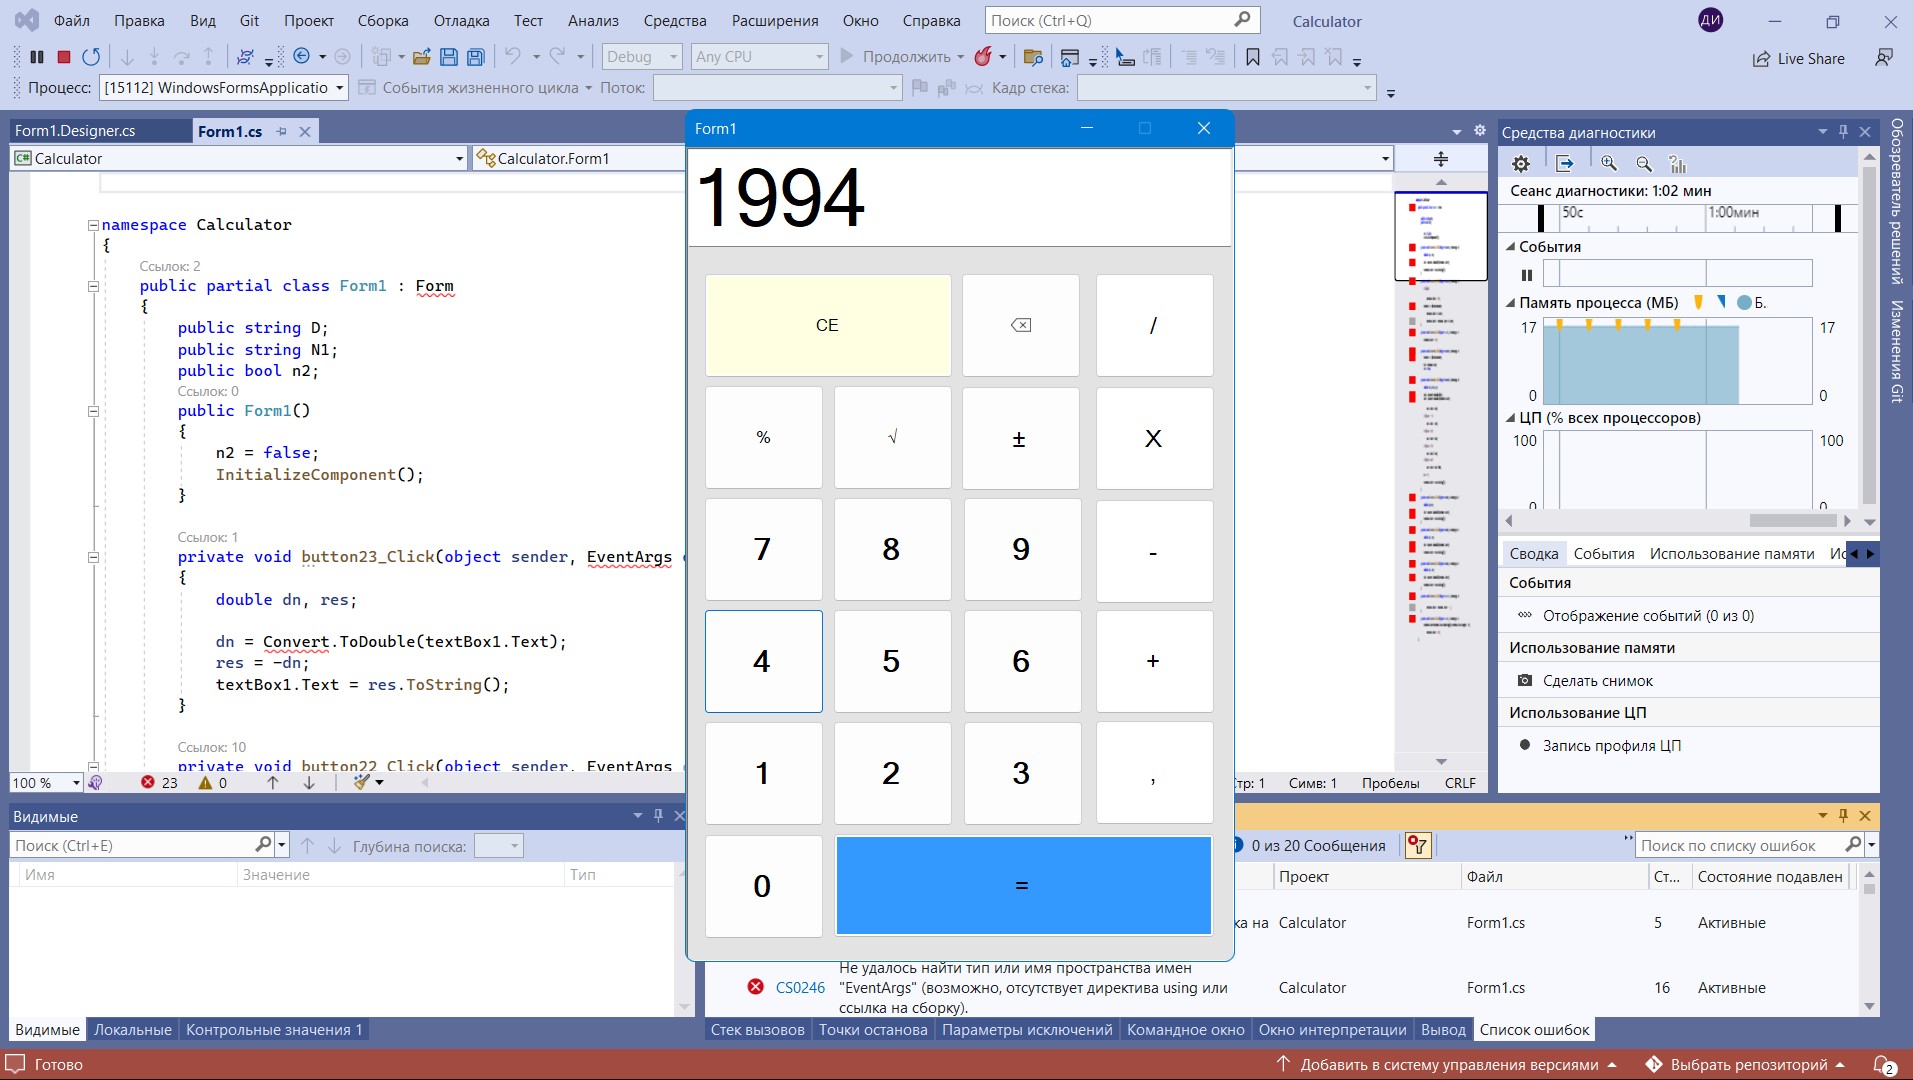 Файл Правка Вид Git Проект Сборка Отладка Тест Анализ Средства Расширения Окно Справка Поиск (Ctrl+Q) Calculator ДИ
Debug Any CPU Продолжить Live Share
Процесс: [15112] WindowsFormsApplicatio События жизненного цикла Поток: Кадр стека:
Form1.Designer.cs Form1.cs
Calculator Calculator.Form1
namespace Calculator
{
Ссылок: 2
public partial class Form1 : Form
{
public string D;
public string N1;
public bool n2;
Ссылок: 0
public Form1()
{
n2 = false;
InitializeComponent();
}
Ссылок: 1
private void button23_Click(object sender, EventArgs
{
double dn, res;
dn = Convert.ToDouble(textBox1.Text);
res = -dn;
textBox1.Text = res.ToString();
}
Ссылок: 10
private void button22_Click(object sender, EventArgs
100 % 23 0
тр: 1 Симв: 1 Пробелы CRLF
Form1
1994
CE ⌫ /
% √ ± X
7 8 9 -
4 5 6 +
1 2 3 ,
0 =
Средства диагностики
Сеанс диагностики: 1:02 мин
50с 1:00мин
События
Память процесса (МБ) Б.
17 17
0 0
ЦП (% всех процессоров)
100 100
0 0
Сводка События Использование памяти Ис
События
Отображение событий (0 из 0)
Использование памяти
Сделать снимок
Использование ЦП
Запись профиля ЦП
Обозреватель решений
Изменения Git
Видимые
Поиск (Ctrl+E) Глубина поиска:
Имя Значение Тип
Видимые Локальные Контрольные значения 1
0 из 20 Сообщения Поиск по списку ошибок
Проект Файл Ст... Состояние подавлен
ка на Calculator Form1.cs 5 Активные
CS0246 Не удалось найти тип или имя пространства имен
"EventArgs" (возможно, отсутствует директива using или
ссылка на сборку). Calculator Form1.cs 16 Активные
Стек вызовов Точки останова Параметры исключений Командное окно Окно интерпретации Вывод Список ошибок
Готово Добавить в систему управления версиями Выбрать репозиторий 2